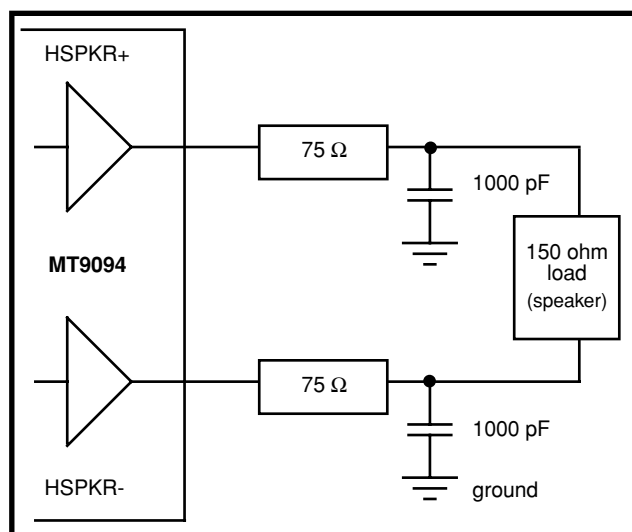 HSPKR+
75 Ω
1000 pF
MT9094
150 ohm
load
(speaker)
75 Ω
1000 pF
HSPKR-
ground